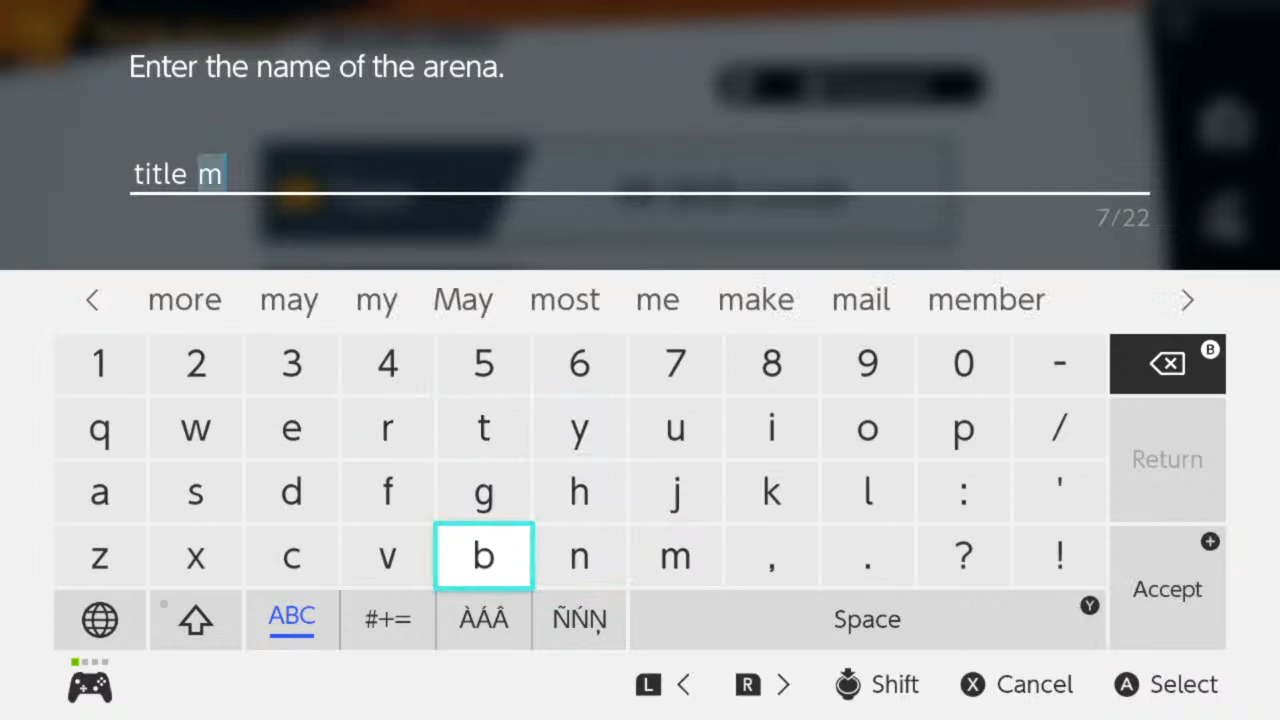 Enter the name of the arena.
title m
7/22
more may my May most me make mail member
1 2 3 4 5 6 7 8 9 0 - B
q w e r t y u i o p /
Return
a s d f g h j k l : '
z x c v b n m , . ? ! +
Accept
ABC #+= ÀÁÂ ÑŃŅ Space Y
L < R > Shift X Cancel A Select